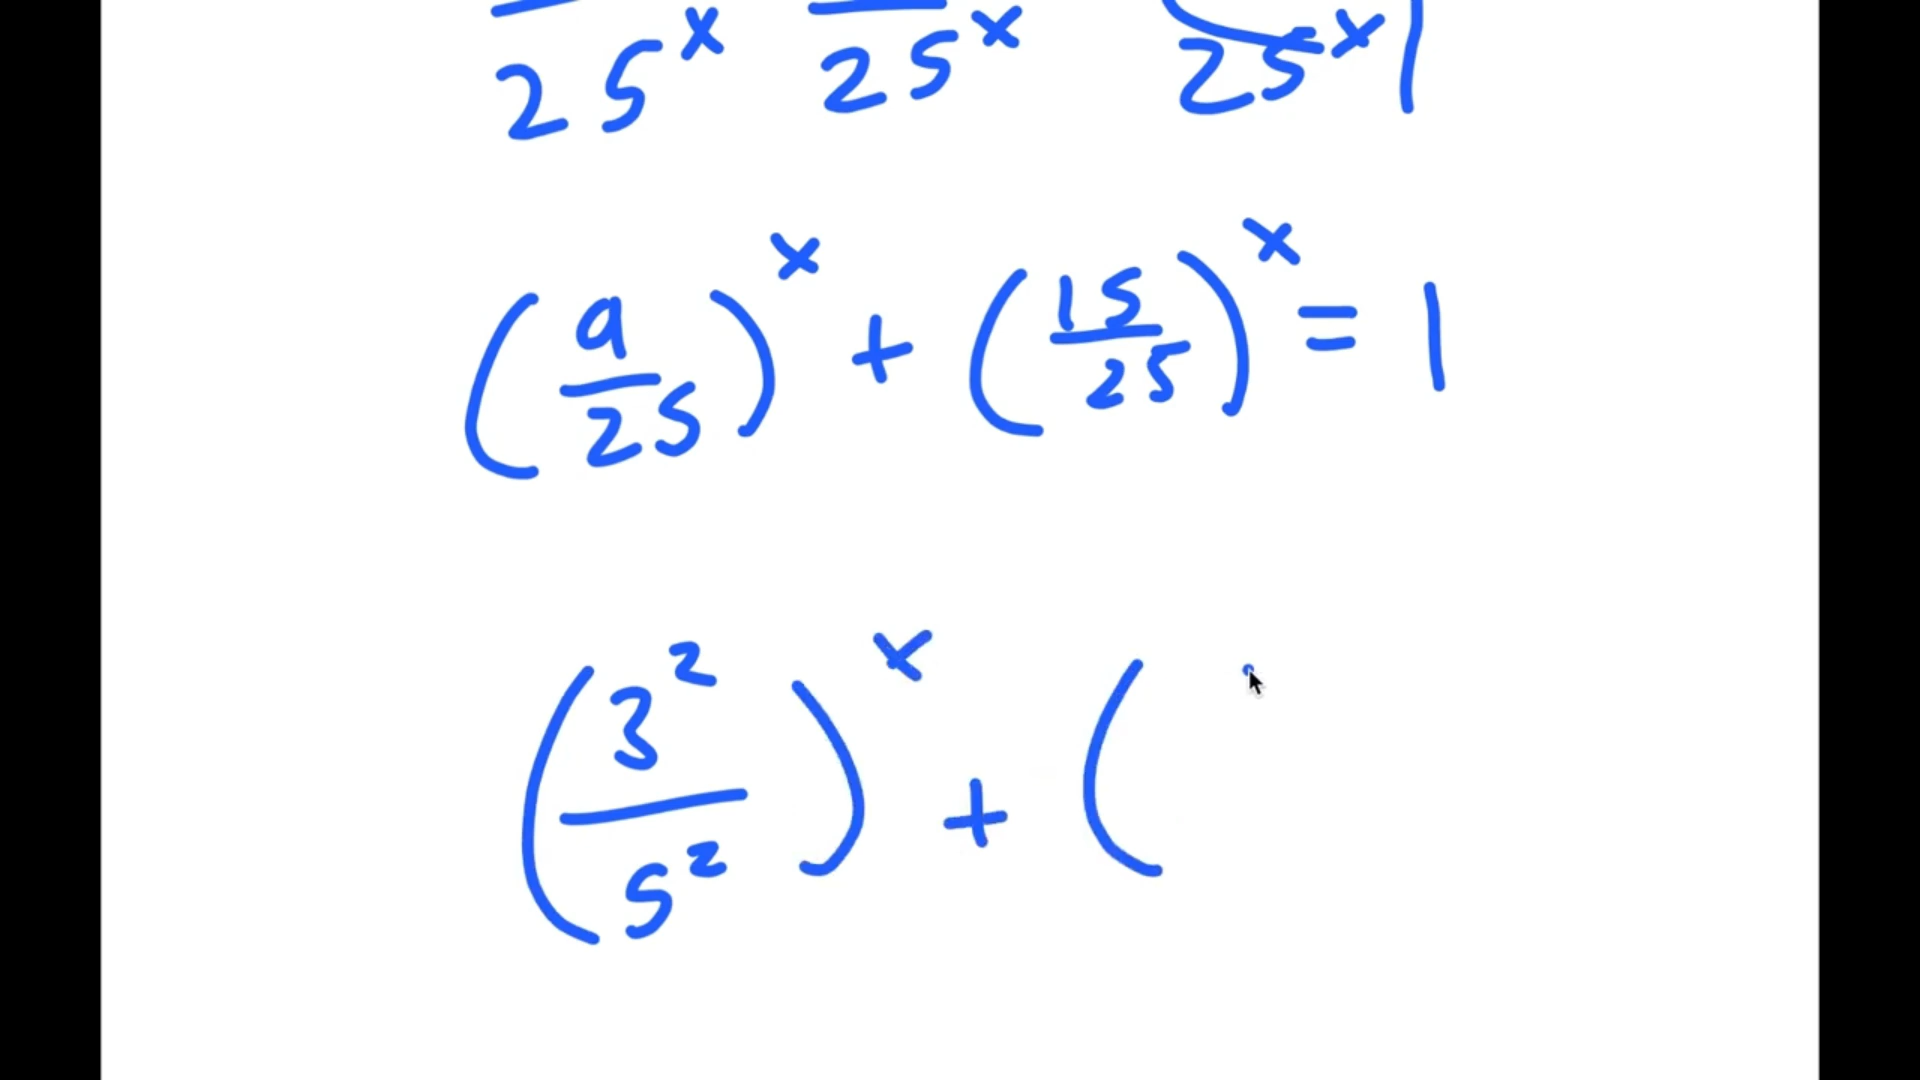 25^x 25^x 25^x |
(9/25)^x + (15/25)^x = 1
(3^2/5^2)^x + (